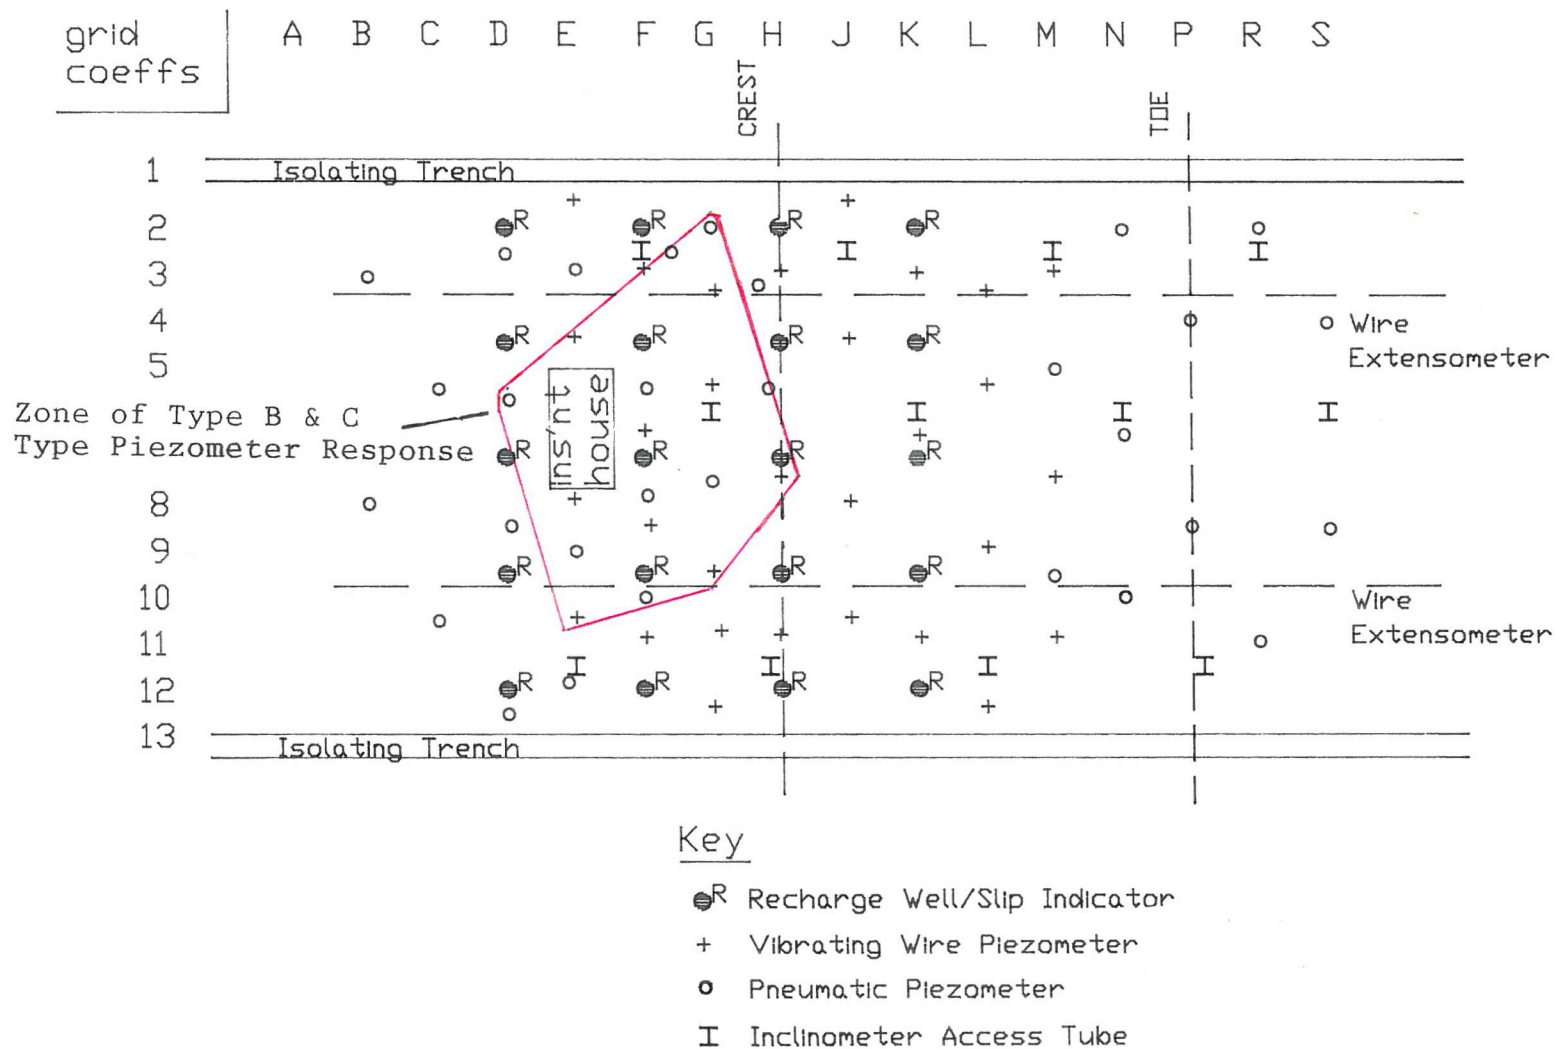 grid
coeffs
A B C D E F G H J K L M N P R S
CREST
TOE
1
Isolating Trench
2
R R R R
3
4
R R R R
Wire
Extensometer
5
ins'nt
house
Zone of Type B & C
Type Piezometer Response
R R R R
8
9
R R R R
10
Wire
Extensometer
11
12
R R R R
13
Isolating Trench
Key
R Recharge Well/Slip Indicator
+ Vibrating Wire Piezometer
o Pneumatic Piezometer
I Inclinometer Access Tube